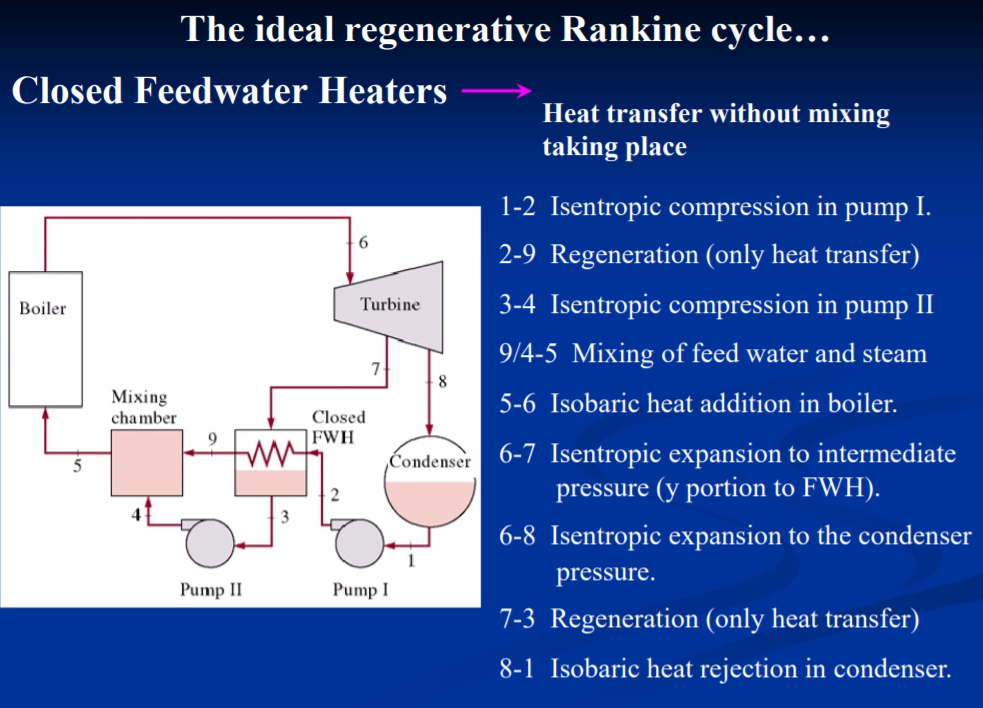 The ideal regenerative Rankine cycle…
Closed Feedwater Heaters
Heat transfer without mixing
taking place
1-2 Isentropic compression in pump I.
2-9 Regeneration (only heat transfer)
3-4 Isentropic compression in pump II
9/4-5 Mixing of feed water and steam
5-6 Isobaric heat addition in boiler.
6-7 Isentropic expansion to intermediate
pressure (y portion to FWH).
6-8 Isentropic expansion to the condenser
pressure.
7-3 Regeneration (only heat transfer)
8-1 Isobaric heat rejection in condenser.
6
Boiler
Turbine
7
8
Mixing
chamber
Closed
FWH
9
Condenser
5
2
4
3
1
Pump II
Pump I